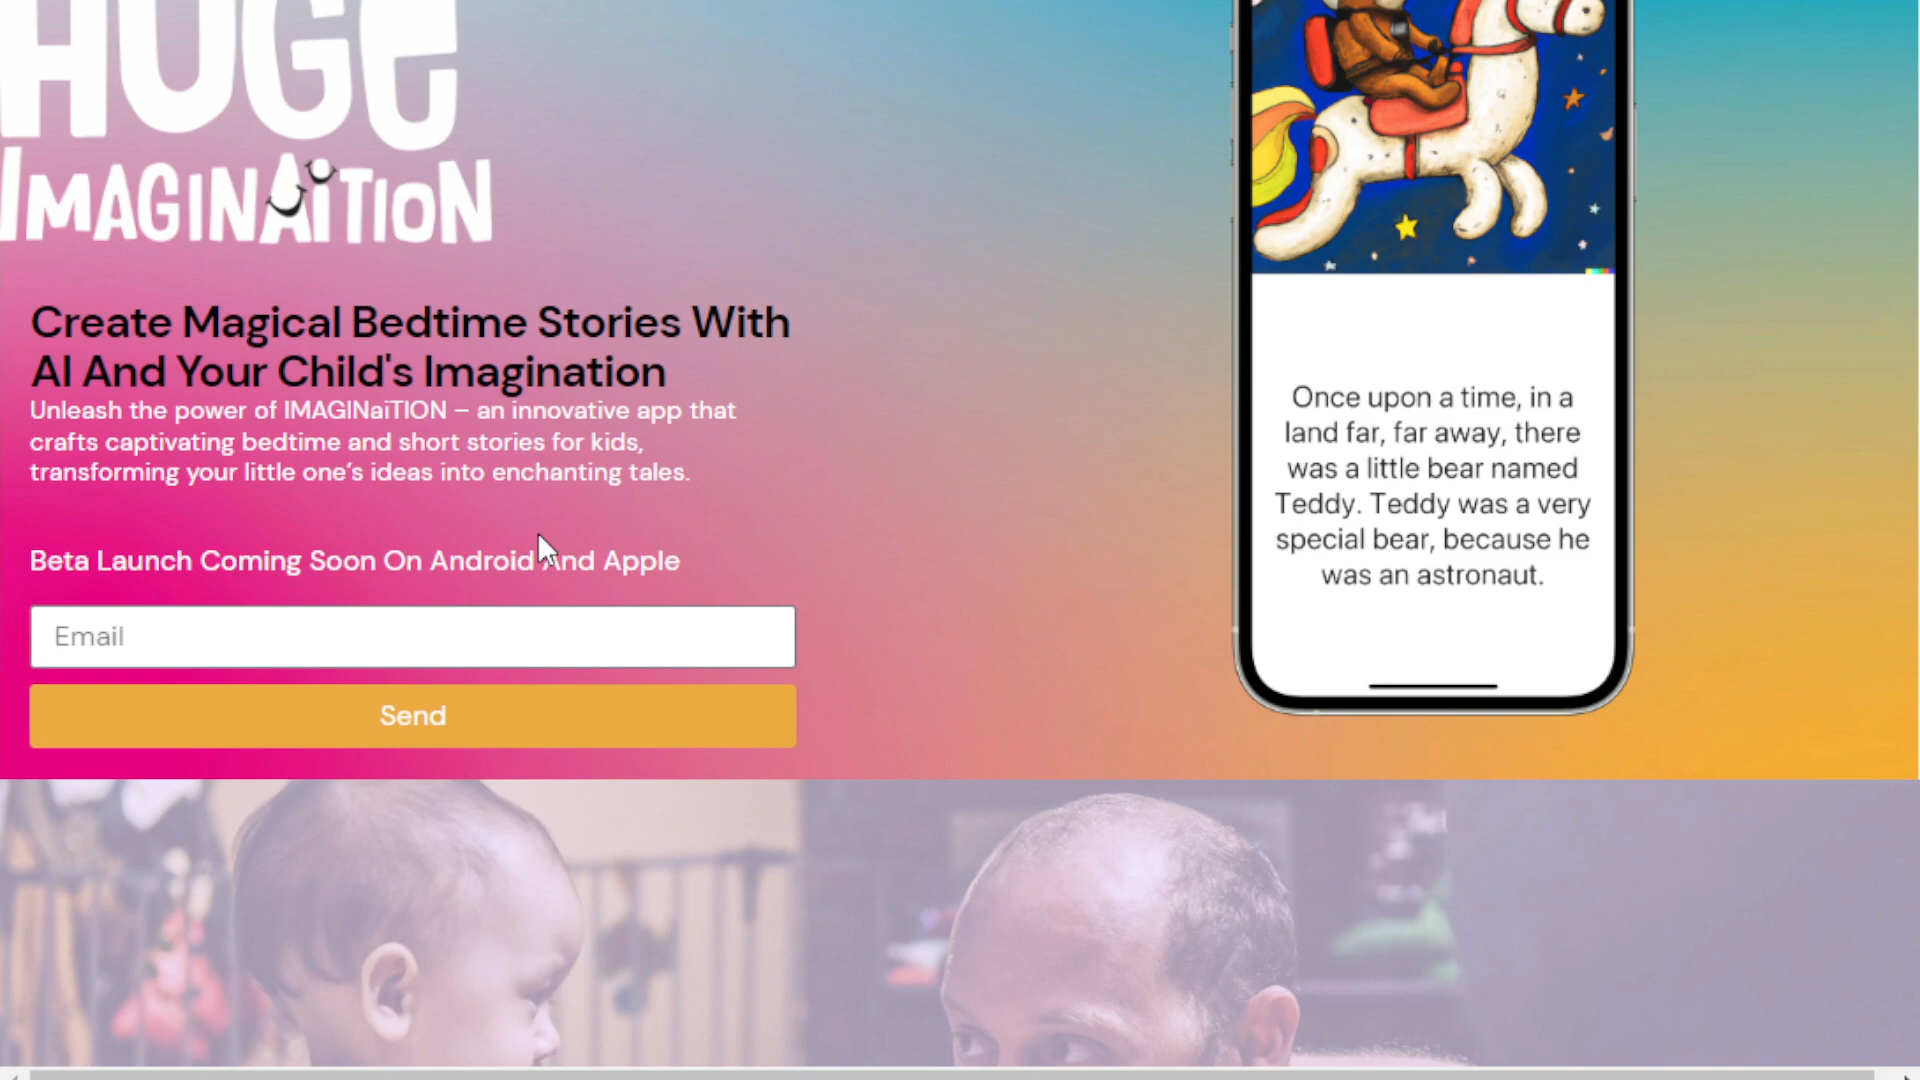 HUGE
IMAGINAiTION
Create Magical Bedtime Stories With
AI And Your Child's Imagination
Unleash the power of IMAGINaiTION – an innovative app that
crafts captivating bedtime and short stories for kids,
transforming your little one’s ideas into enchanting tales.
Beta Launch Coming Soon On Android And Apple
Email
Send
Once upon a time, in a
land far, far away, there
was a little bear named
Teddy. Teddy was a very
special bear, because he
was an astronaut.